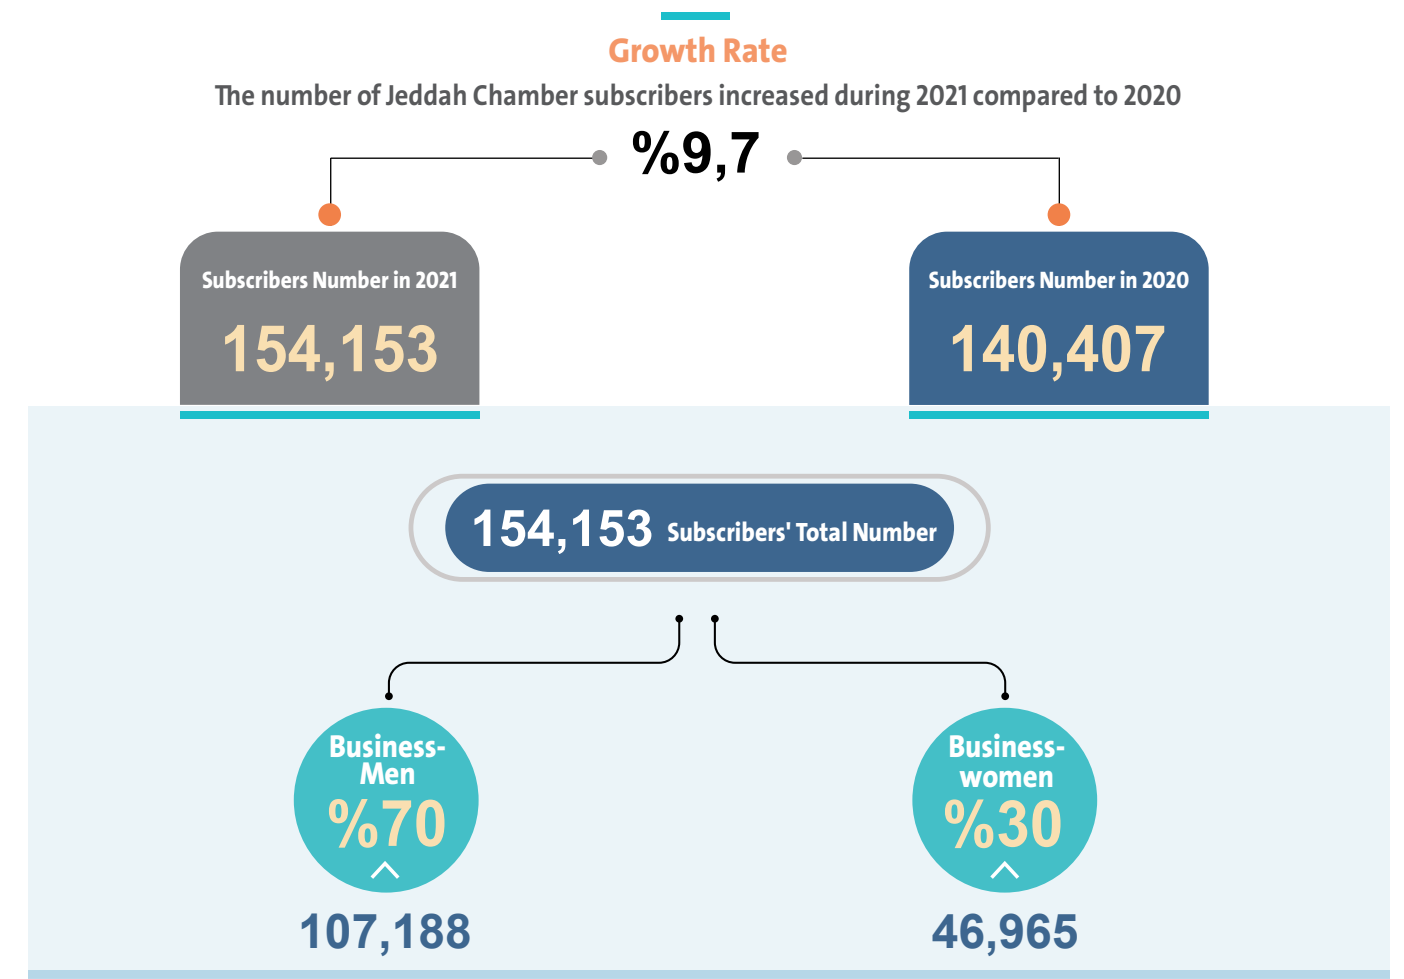 Growth Rate
The number of Jeddah Chamber subscribers increased during 2021 compared to 2020
%9,7
Subscribers Number in 2021
154,153
Subscribers Number in 2020
140,407
154,153 Subscribers' Total Number
Business-
Men
%70
107,188
Business-
women
%30
46,965